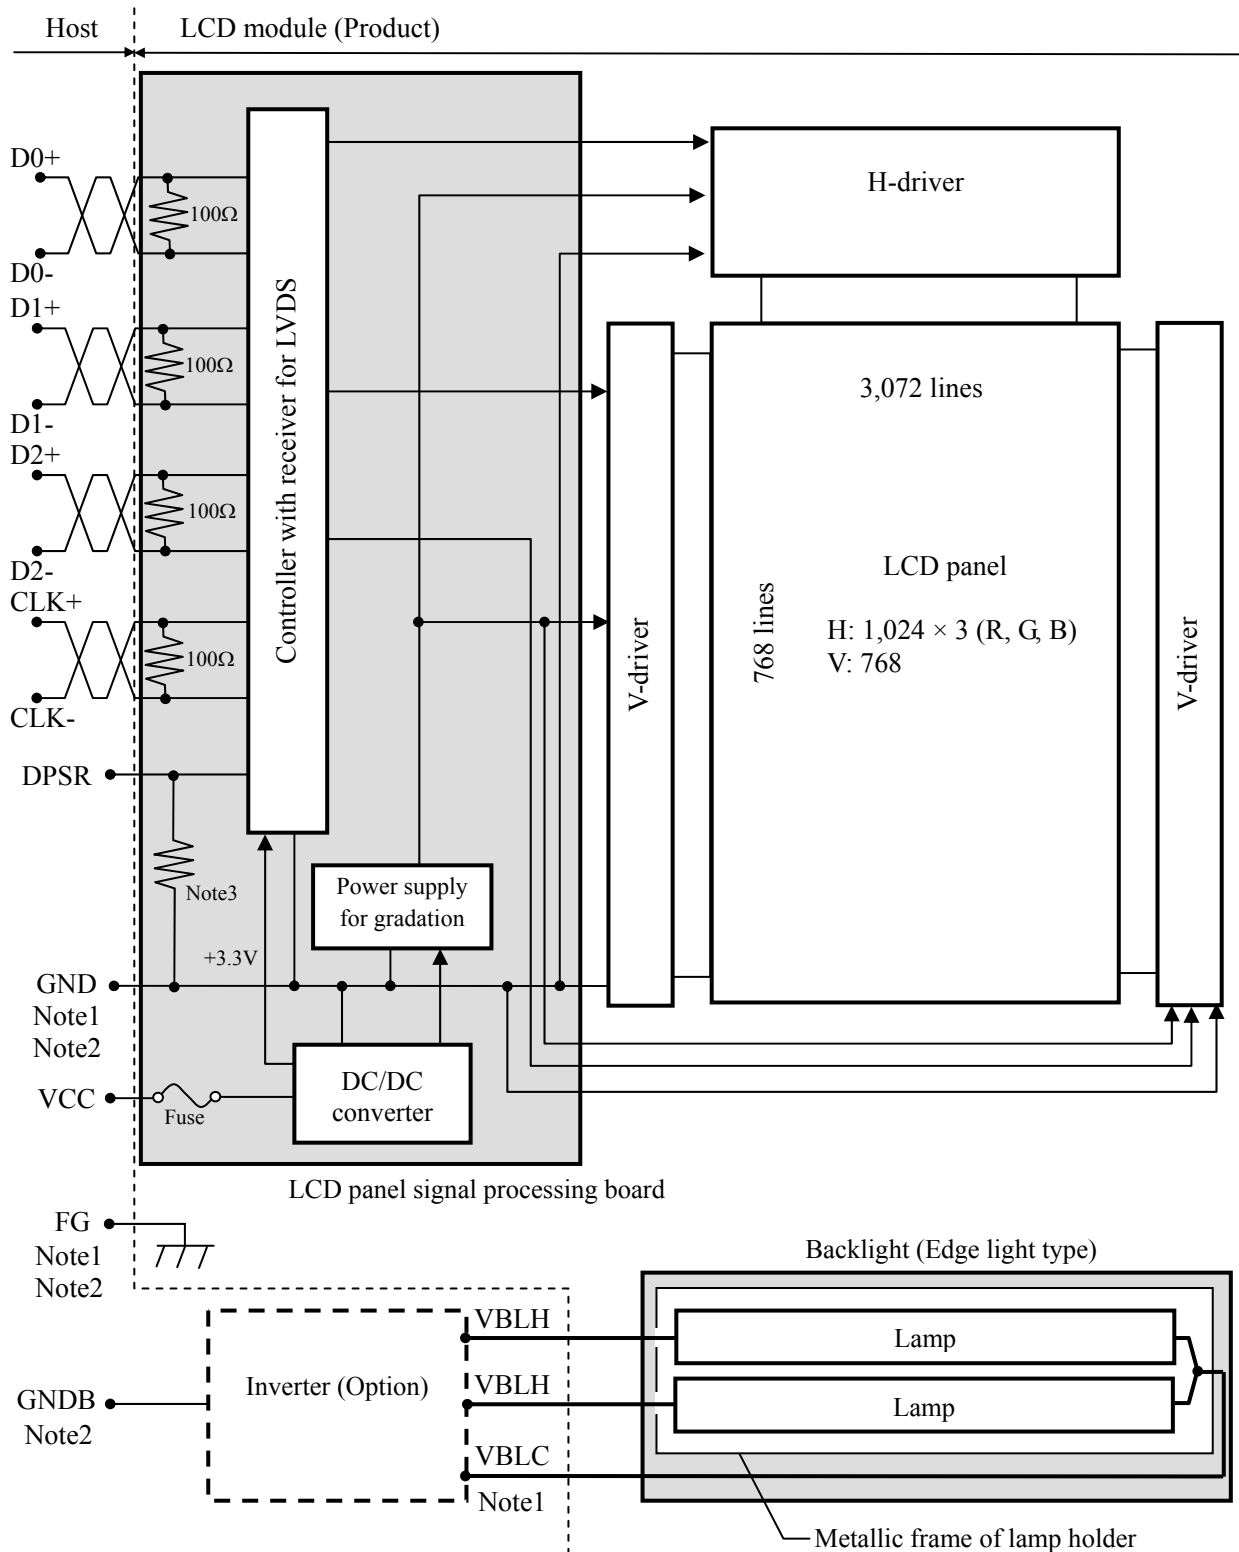 Host
LCD module (Product)
D0+
100Ω
D0-
D1+
100Ω
D1-
D2+
100Ω
D2-
CLK+
100Ω
CLK-
DPSR
Note3
Controller with receiver for LVDS
H-driver
V-driver
3,072 lines
768 lines
LCD panel
H: 1,024 × 3 (R, G, B)
V: 768
V-driver
Power supply
for gradation
+3.3V
GND
Note1
Note2
VCC
Fuse
DC/DC
converter
LCD panel signal processing board
FG
Note1
Note2
Backlight (Edge light type)
GNDB
Note2
Inverter (Option)
VBLH
VBLH
VBLC
Note1
Lamp
Lamp
Metallic frame of lamp holder